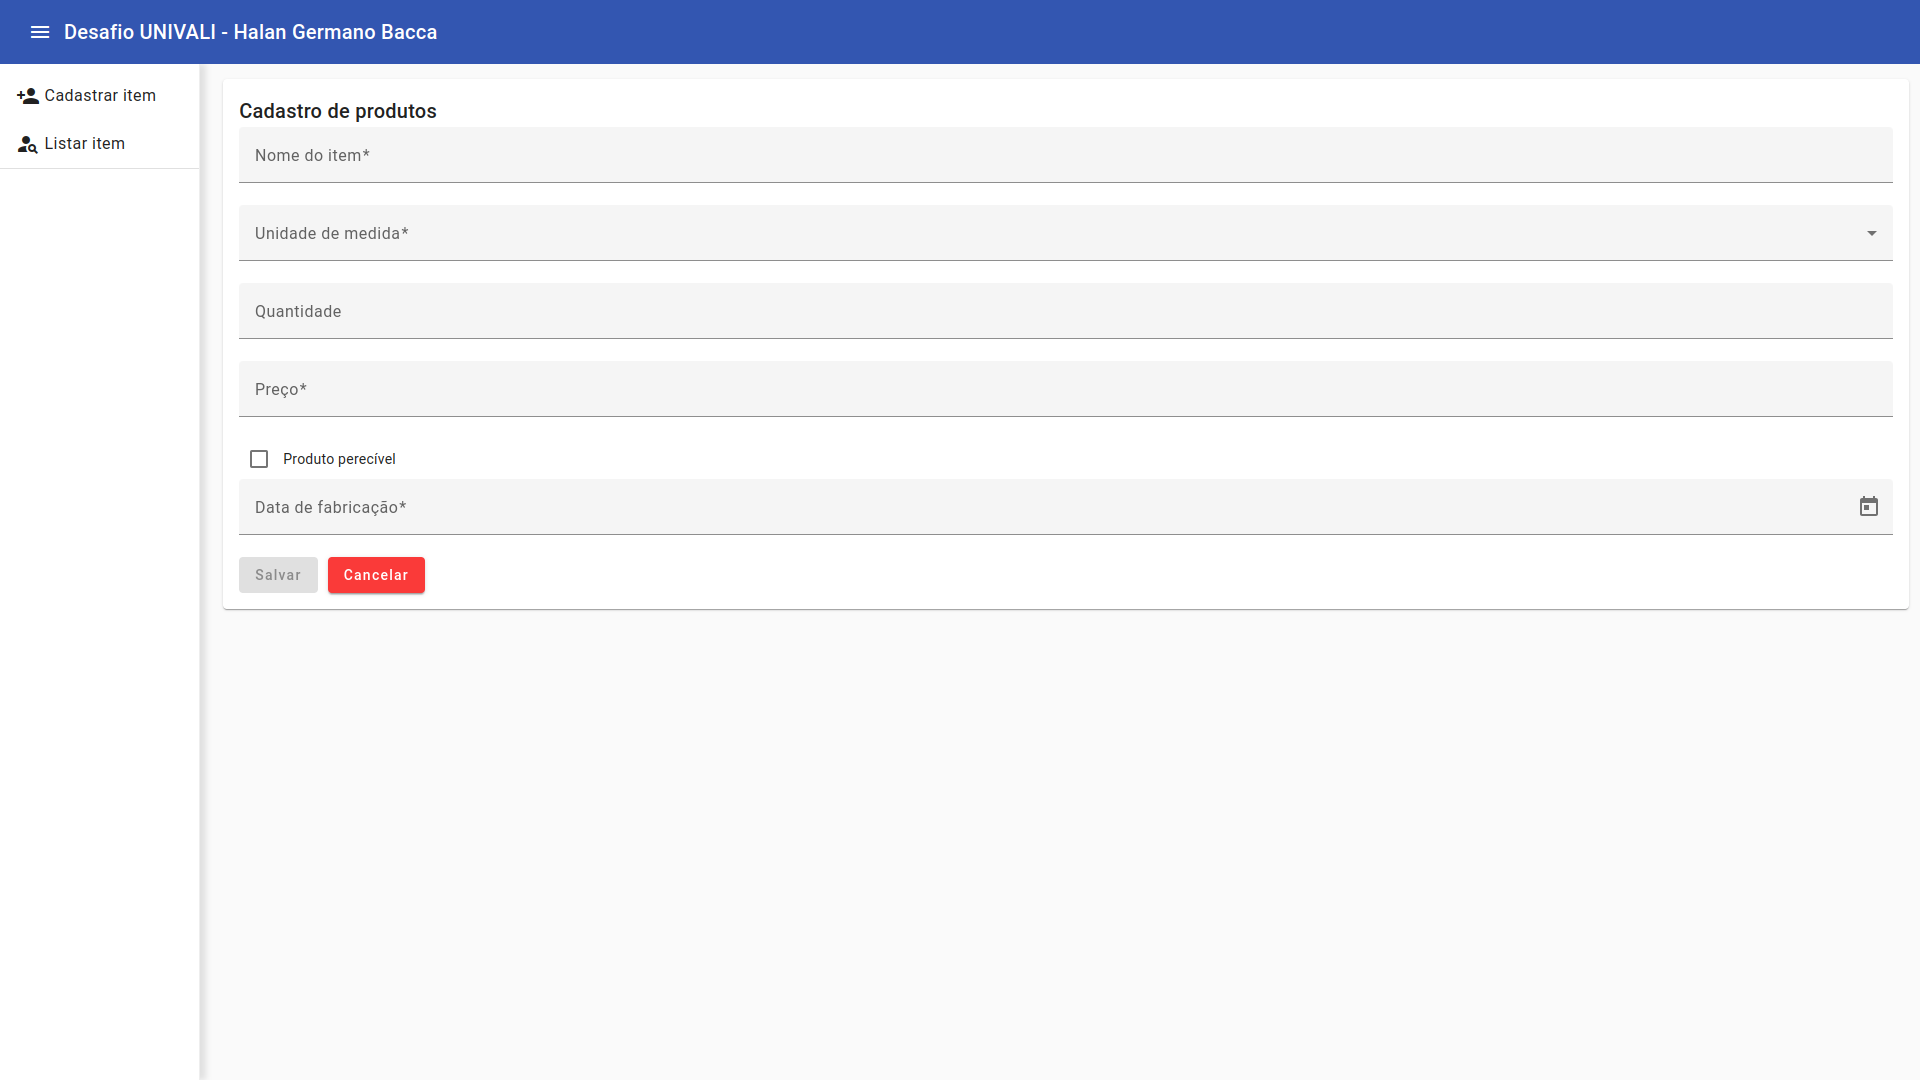 Desafio UNIVALI - Halan Germano Bacca
Cadastrar item
Listar item
Cadastro de produtos
Nome do item*
Unidade de medida*
Quantidade
Preço*
Produto perecível
Data de fabricação*
Salvar
Cancelar